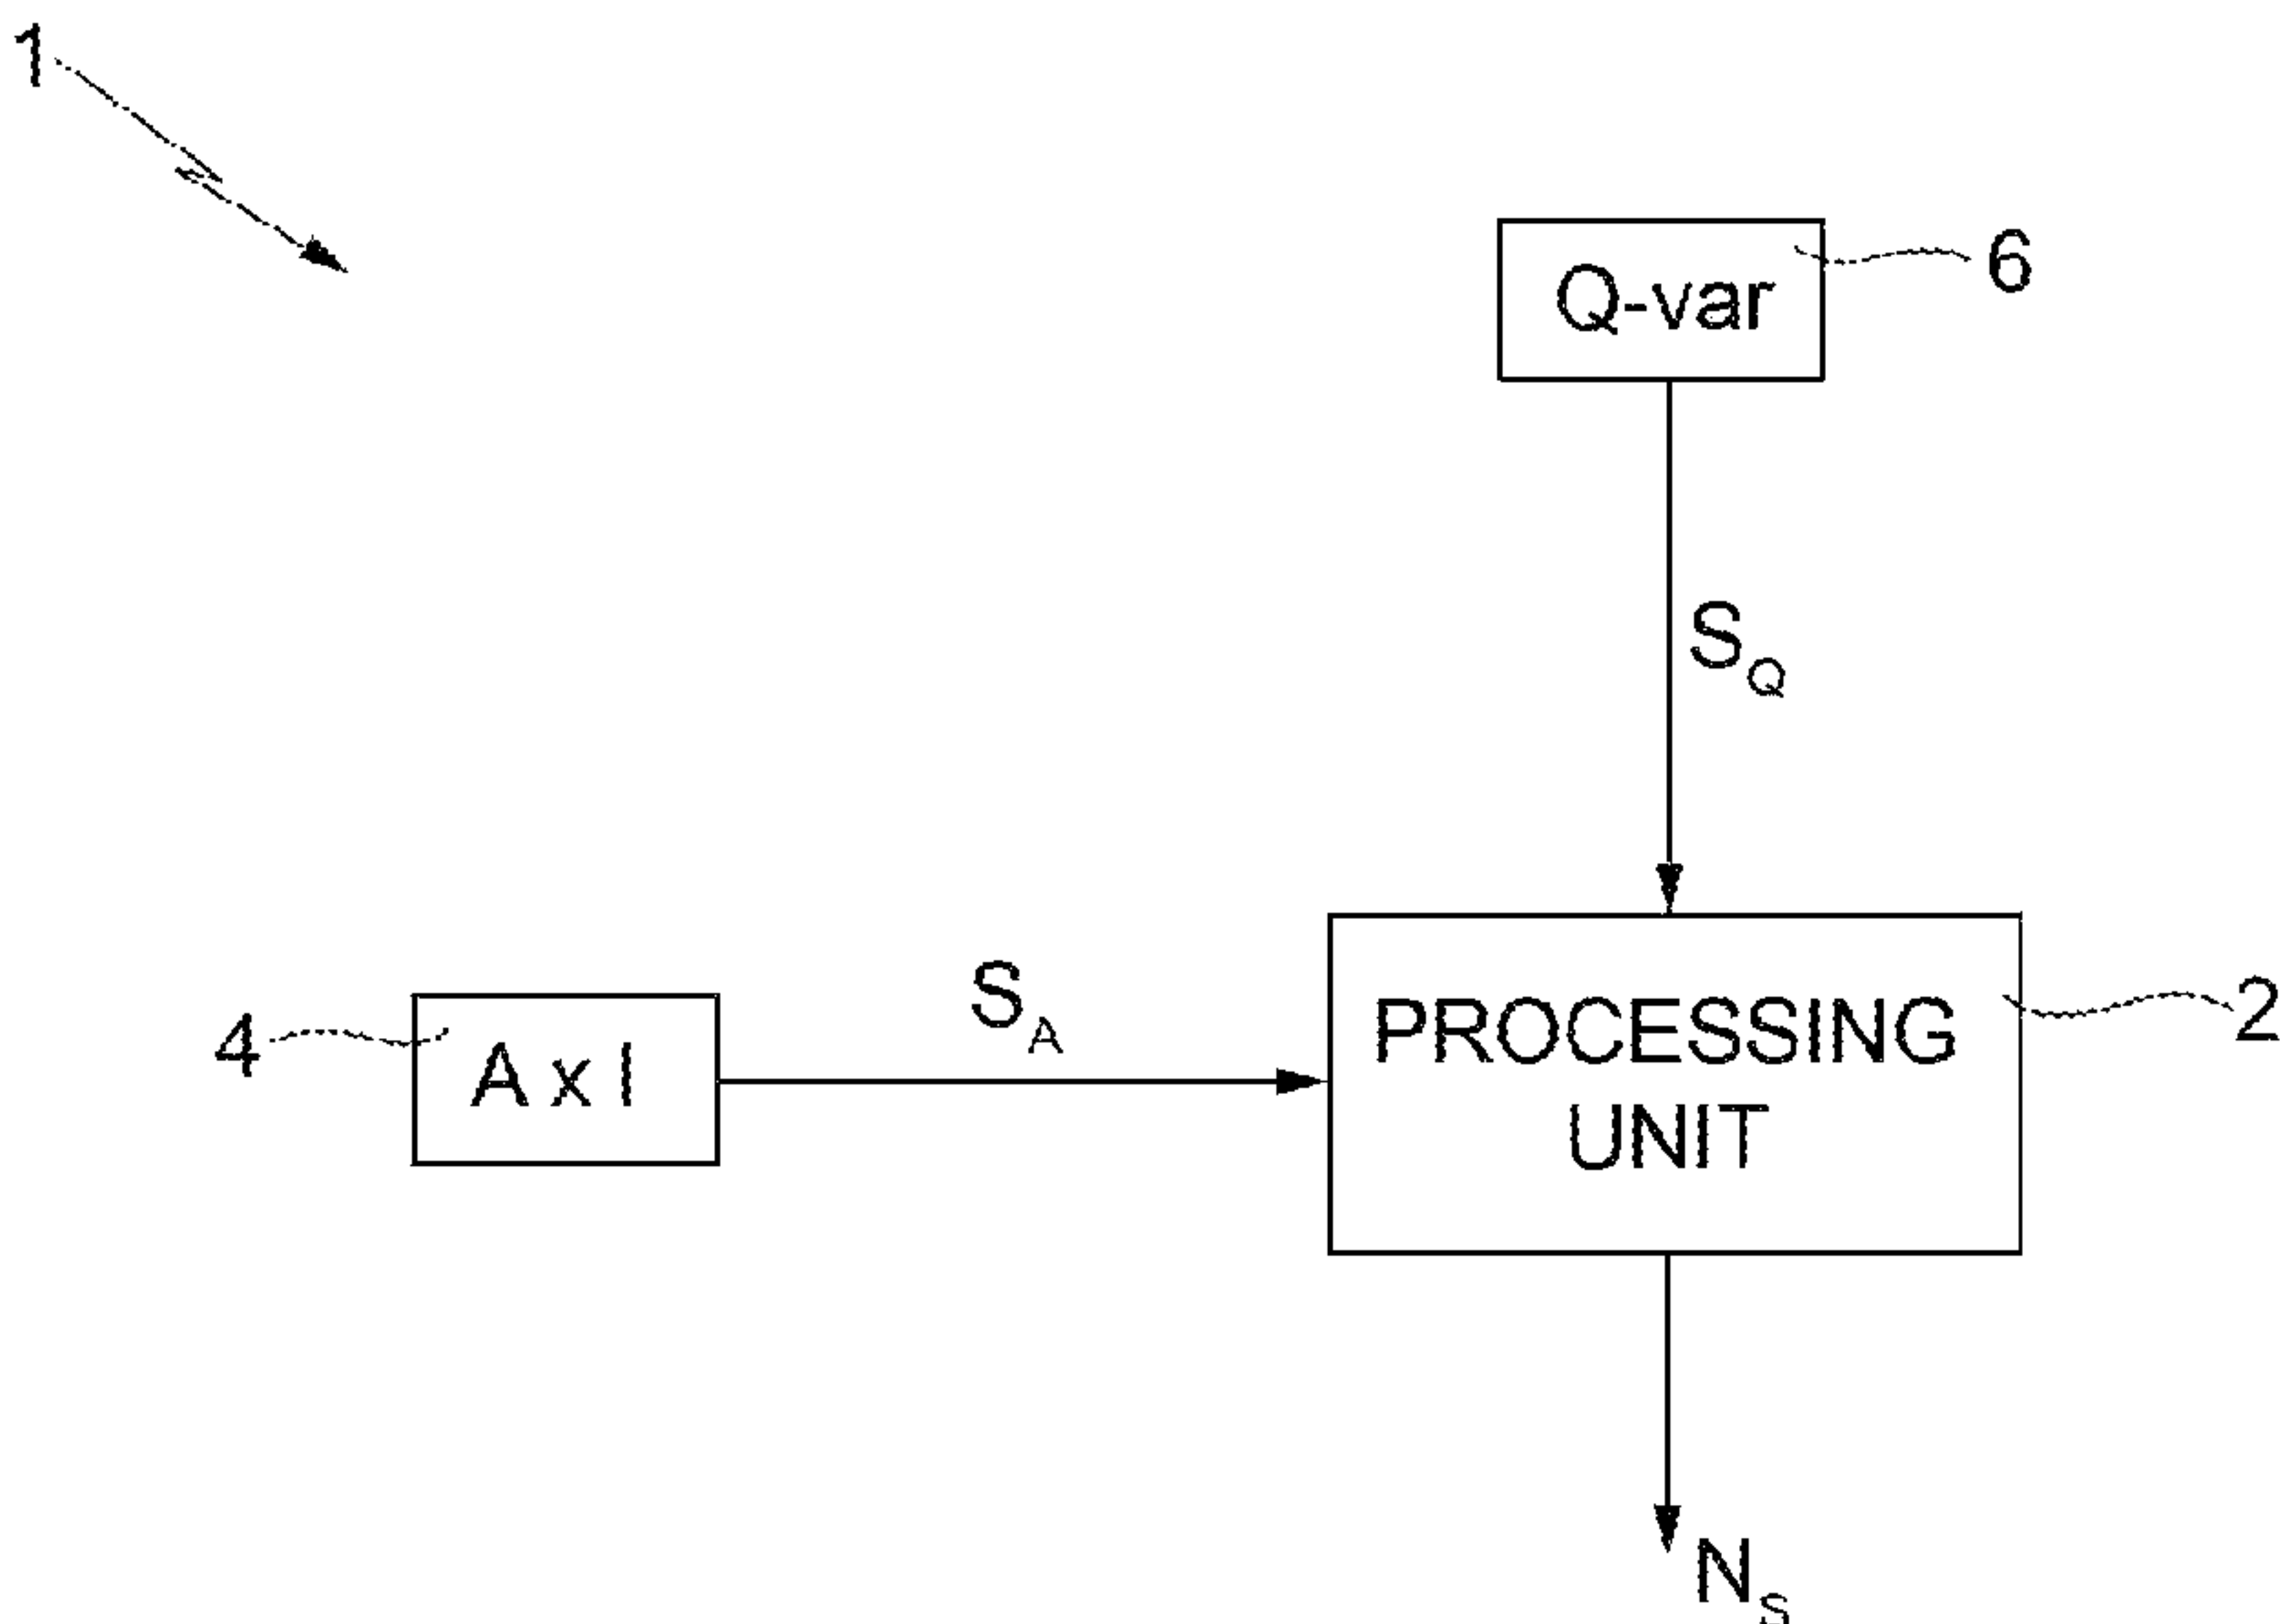 1
Q-var
6
S_Q
S_A
4
A x l
PROCESSING
UNIT
2
N_S